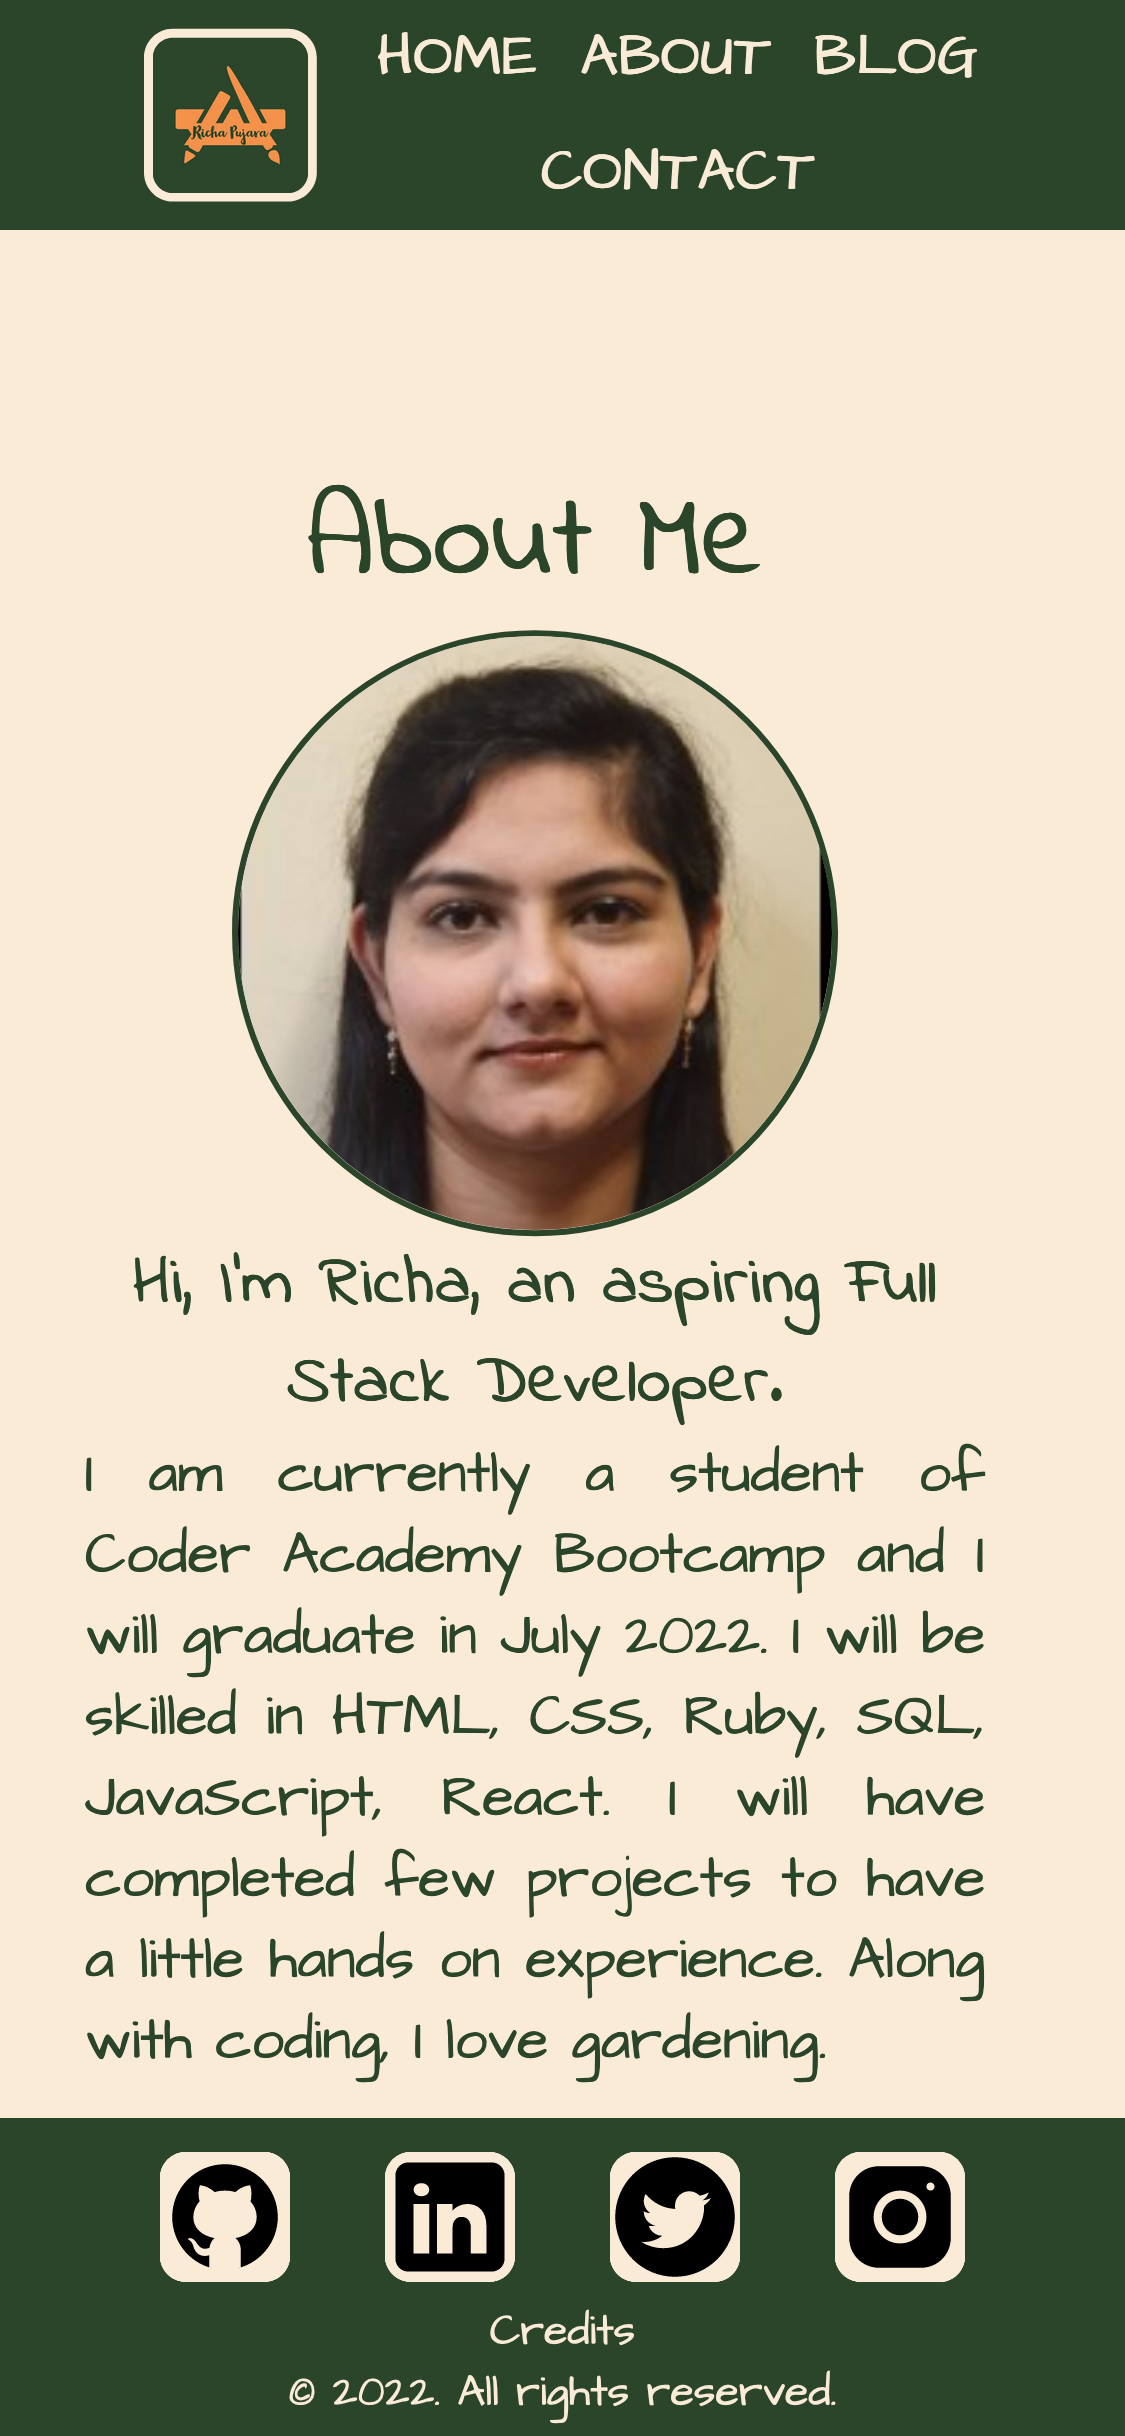 HOME ABOUT BLOG
Richa Pujara
CONTACT
About Me
Hi, I'm Richa, an aspiring Full
Stack Developer.
I am currently a student of
Coder Academy Bootcamp and I
will graduate in July 2022. I will be
skilled in HTML, CSS, Ruby, SQL,
JavaScript, React. I will have
completed few projects to have
a little hands on experience. Along
with coding, I love gardening.
in
Credits
© 2022. All rights reserved.